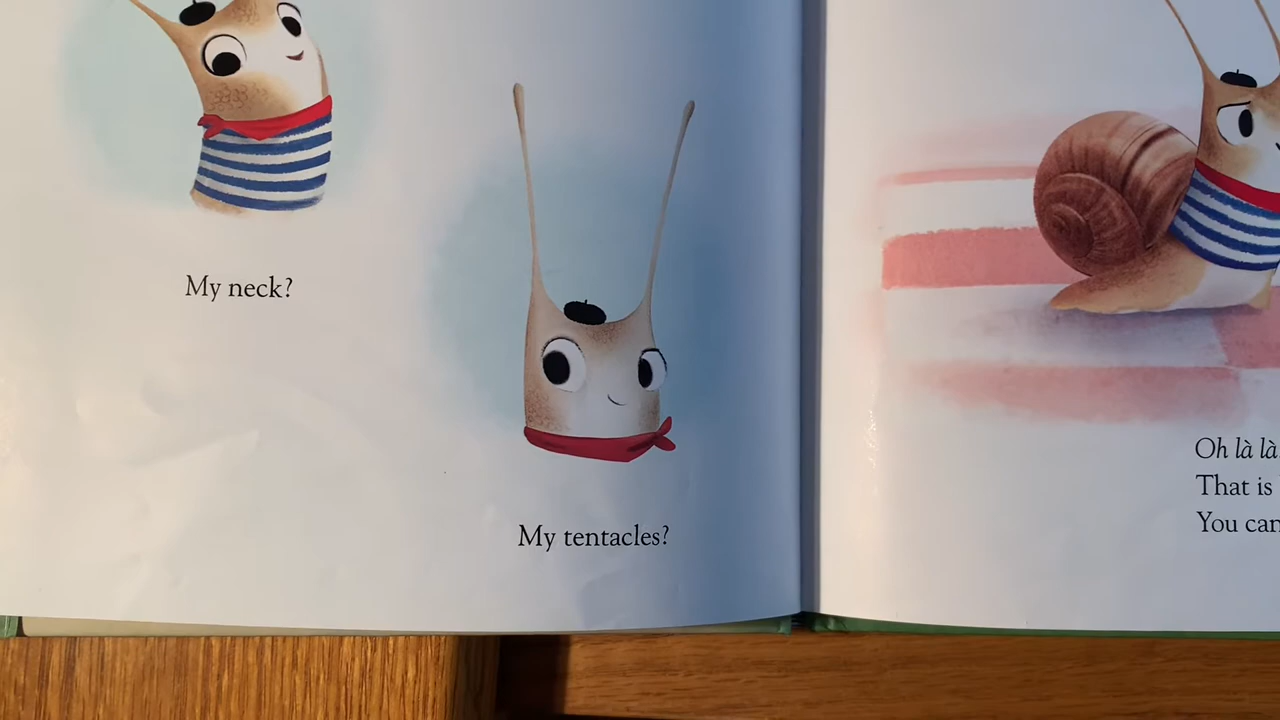 My neck?
My tentacles?
Oh là là
That is
You can